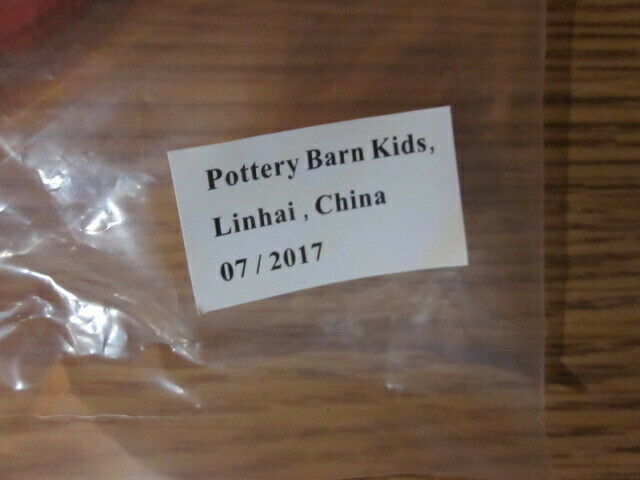 Pottery Barn Kids,
Linhai , China
07 / 2017